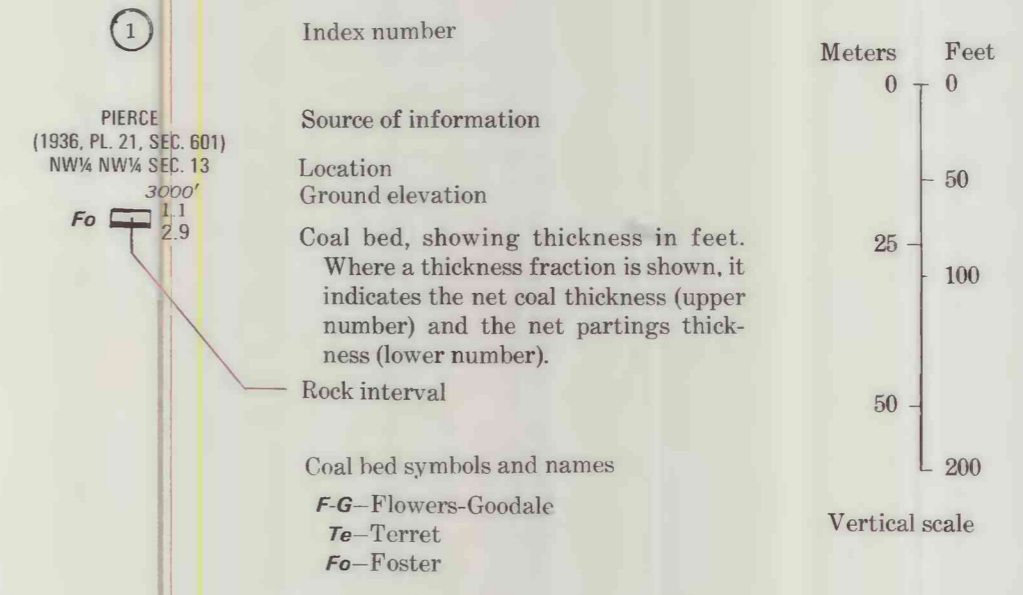 1 Index number
PIERCE
(1936, PL. 21, SEC. 601)
Source of information
NW¼ NW¼ SEC. 13
Location
3000'
Ground elevation
Fo 1.1
2.9
Coal bed, showing thickness in feet.
Where a thickness fraction is shown, it
indicates the net coal thickness (upper
number) and the net partings thick-
ness (lower number).
Rock interval
Coal bed symbols and names
F-G—Flowers-Goodale
Te—Terret
Fo—Foster
Meters Feet
0 0
50
25
100
50
200
Vertical scale